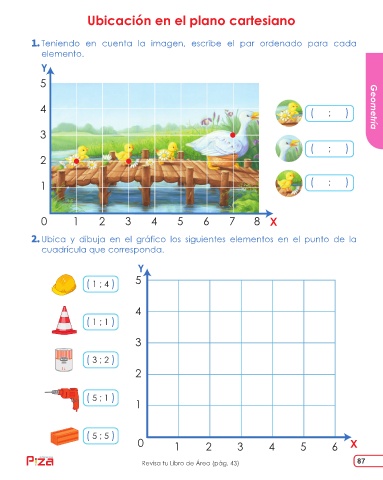 Ubicación en el plano cartesiano
1. Teniendo en cuenta la imagen, escribe el par ordenado para cada
elemento.
Y
5
4
3
2
1
0 1 2 3 4 5 6 7 8 X
( ; )
( ; )
( ; )
Geometría
2. Ubica y dibuja en el gráfico los siguientes elementos en el punto de la
cuadrícula que corresponda.
( 1 ; 4 )
( 1 ; 1 )
( 3 ; 2 )
( 5 ; 1 )
( 5 ; 5 )
Y
5
4
3
2
1
0 1 2 3 4 5 6 X
Piza
Revisa tu Libro de Área (pág. 43)
87